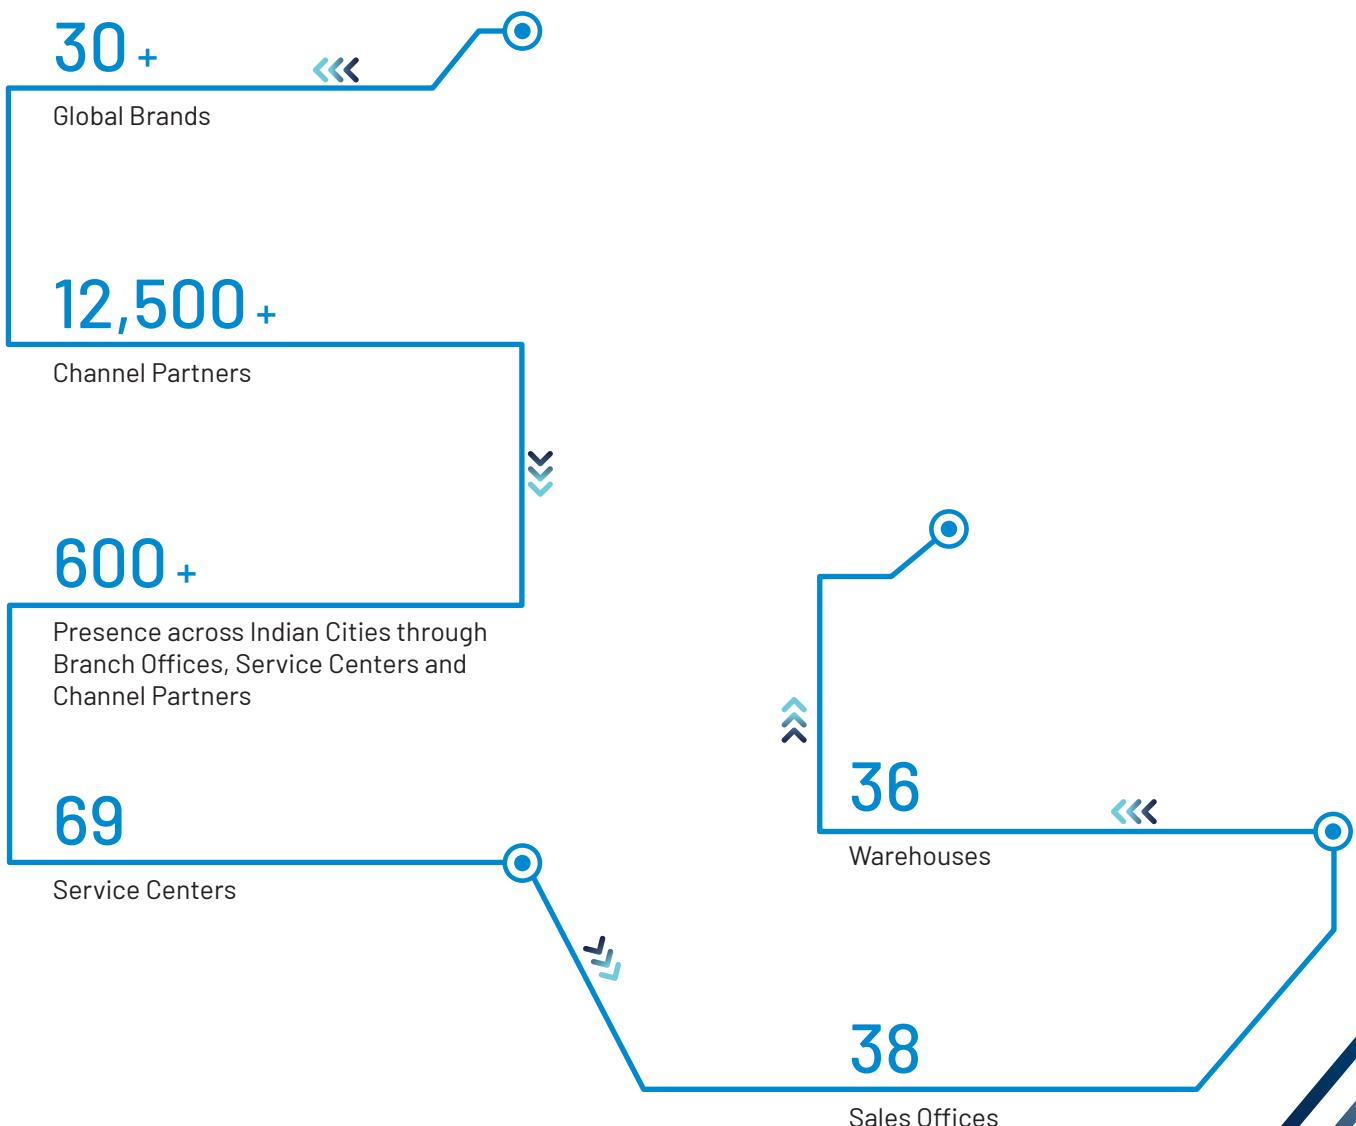 30 +
Global Brands
12,500 +
Channel Partners
600 +
Presence across Indian Cities through
Branch Offices, Service Centers and
Channel Partners
69
Service Centers
38
Sales Offices
36
Warehouses